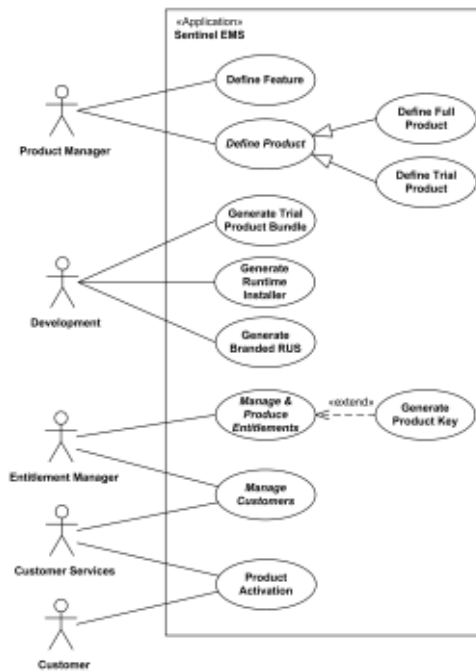 «Application»
Sentinel EMS
Define Feature
Product Manager
Define Product
Define Full
Product
Define Trial
Product
Generate Trial
Product Bundle
Development
Generate
Runtime
Installer
Generate
Branded RUS
Manage &
Produce
Entitlements
«extend»
Generate
Product Key
Entitlement Manager
Manage
Customers
Customer Services
Product
Activation
Customer